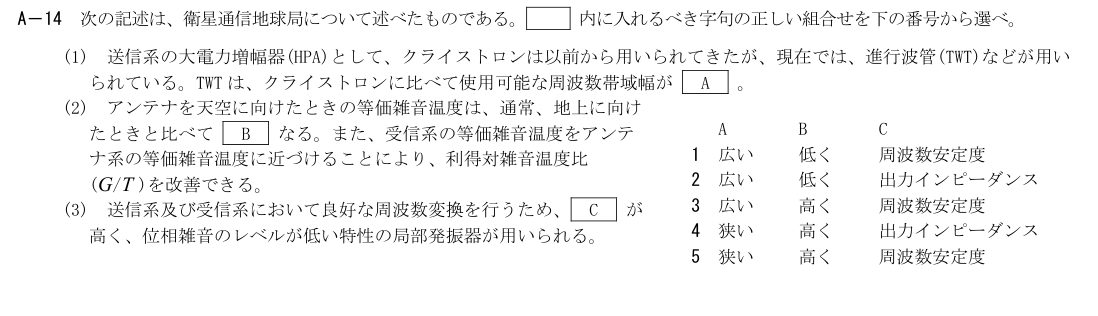 A－14 次の記述は、衛星通信地球局について述べたものである。 内に入れるべき字句の正しい組合せを下の番号から選べ。
(1) 送信系の大電力増幅器(HPA)として、クライストロンは以前から用いられてきたが、現在では、進行波管(TWT)などが用い
られている。TWT は、クライストロンに比べて使用可能な周波数帯域幅が A 。
(2) アンテナを天空に向けたときの等価雑音温度は、通常、地上に向け
たときと比べて B なる。また、受信系の等価雑音温度をアンテ
ナ系の等価雑音温度に近づけることにより、利得対雑音温度比
(G/T)を改善できる。
(3) 送信系及び受信系において良好な周波数変換を行うため、 C が
高く、位相雑音のレベルが低い特性の局部発振器が用いられる。
A B C
1 広い 低く 周波数安定度
2 広い 低く 出力インピーダンス
3 広い 高く 周波数安定度
4 狭い 高く 出力インピーダンス
5 狭い 高く 周波数安定度